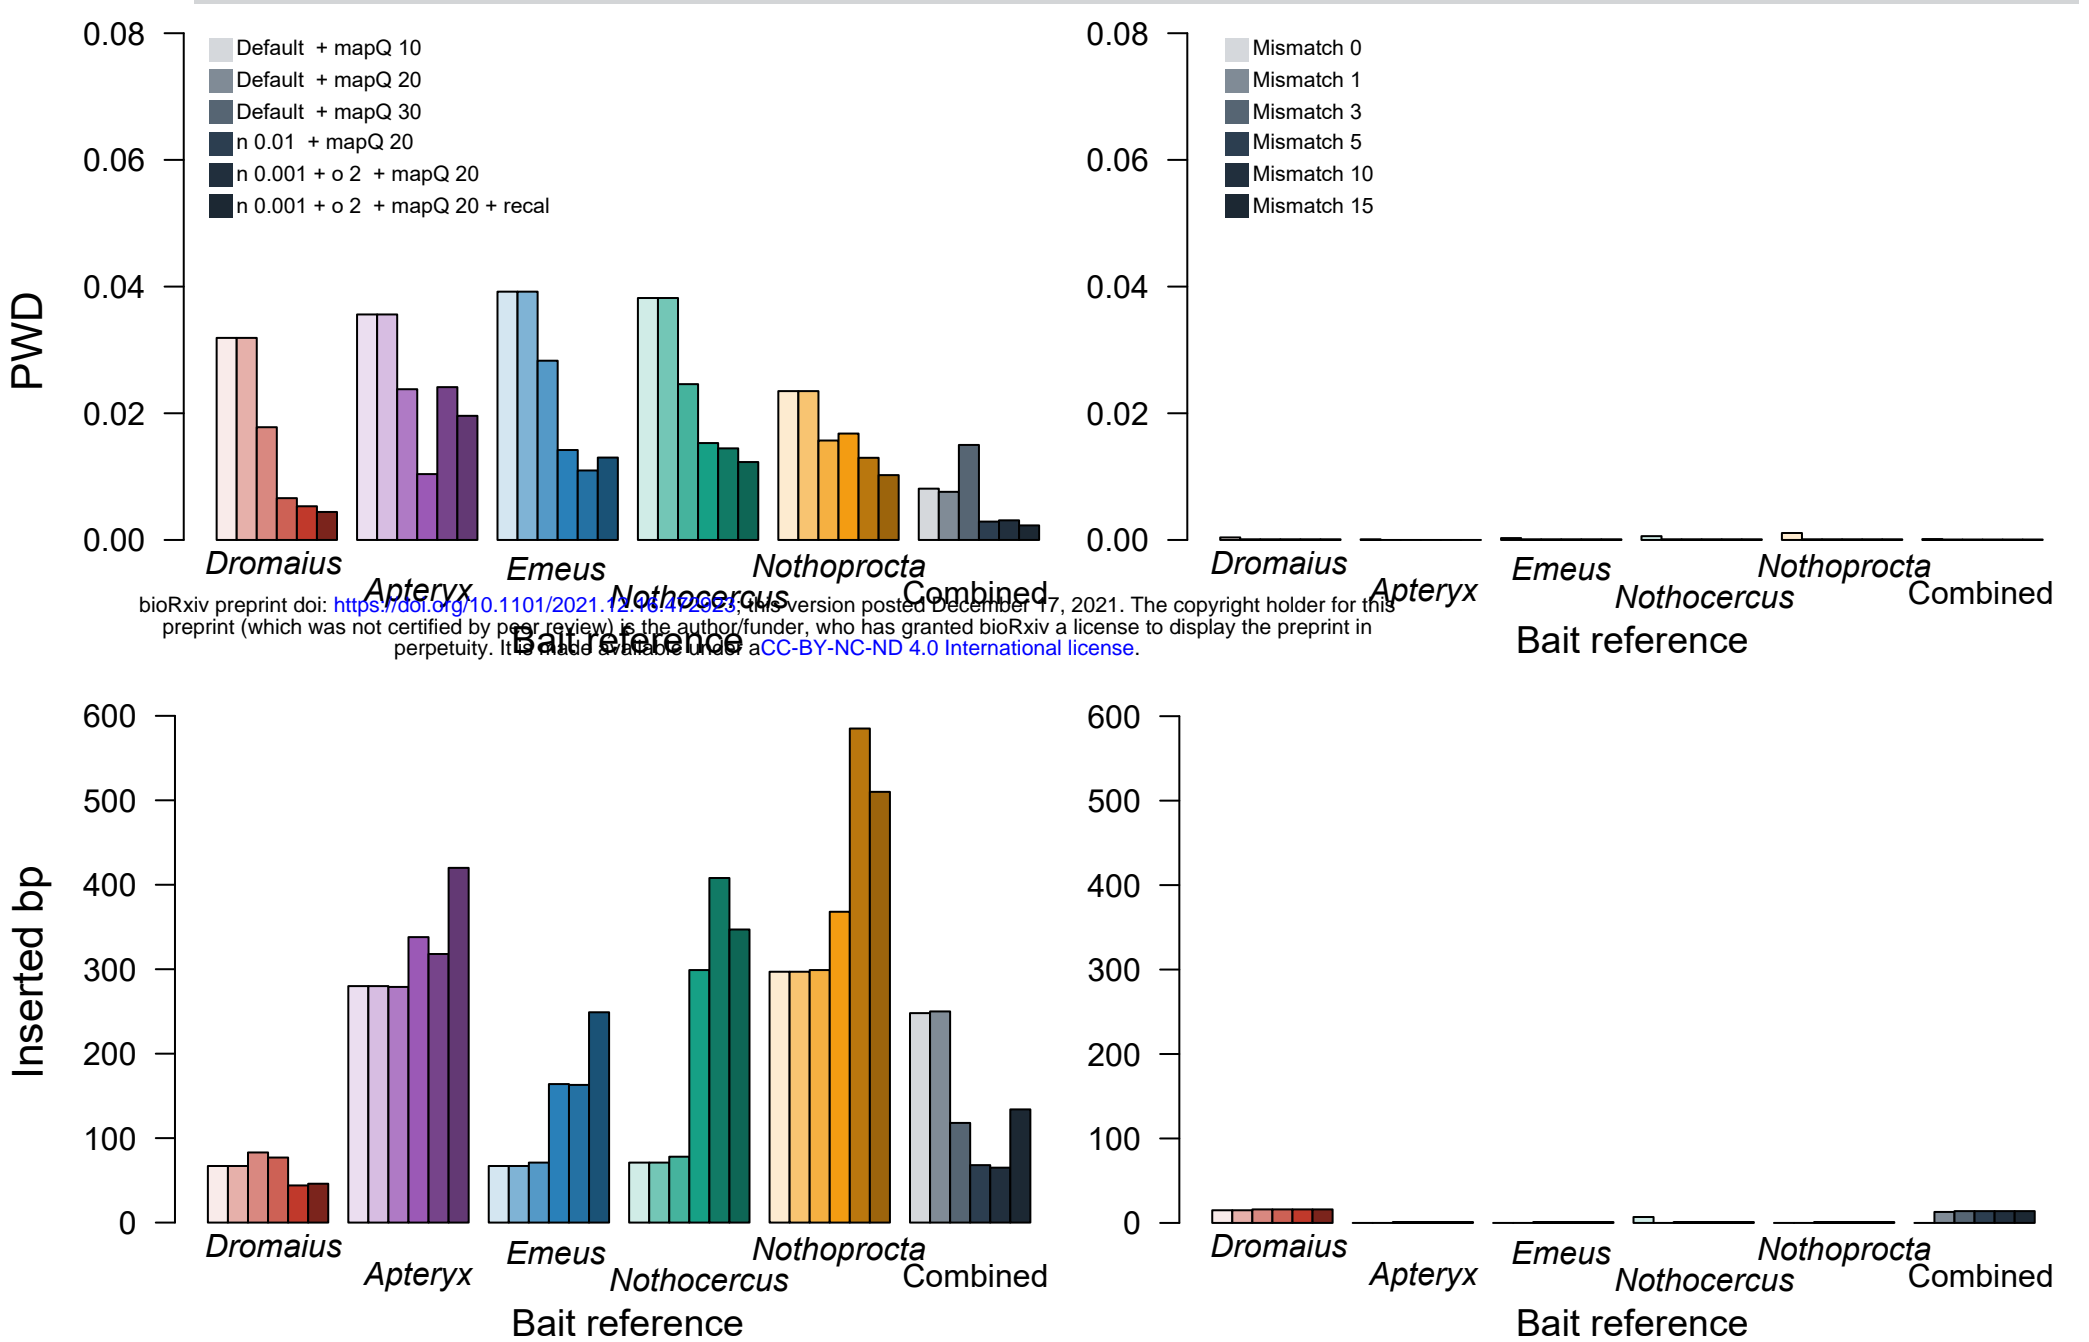 0.08
0.06
0.04
0.02
0.00
PWD
Default + mapQ 10
Default + mapQ 20
Default + mapQ 30
n 0.01 + mapQ 20
n 0.001 + o 2 + mapQ 20
n 0.001 + o 2 + mapQ 20 + recal
Dromaius
Apteryx
Emeus
Nothocercus
Nothoprocta
Combined
Bait reference
0.08
0.06
0.04
0.02
0.00
Mismatch 0
Mismatch 1
Mismatch 3
Mismatch 5
Mismatch 10
Mismatch 15
Dromaius
Apteryx
Emeus
Nothocercus
Nothoprocta
Combined
Bait reference
bioRxiv preprint doi: https://doi.org/10.1101/2021.12.16.472923; this version posted December 17, 2021. The copyright holder for this
preprint (which was not certified by peer review) is the author/funder, who has granted bioRxiv a license to display the preprint in
perpetuity. It is made available under aCC-BY-NC-ND 4.0 International license.
600
500
400
300
200
100
0
Inserted bp
Dromaius
Apteryx
Emeus
Nothocercus
Nothoprocta
Combined
Bait reference
600
500
400
300
200
100
0
Dromaius
Apteryx
Emeus
Nothocercus
Nothoprocta
Combined
Bait reference